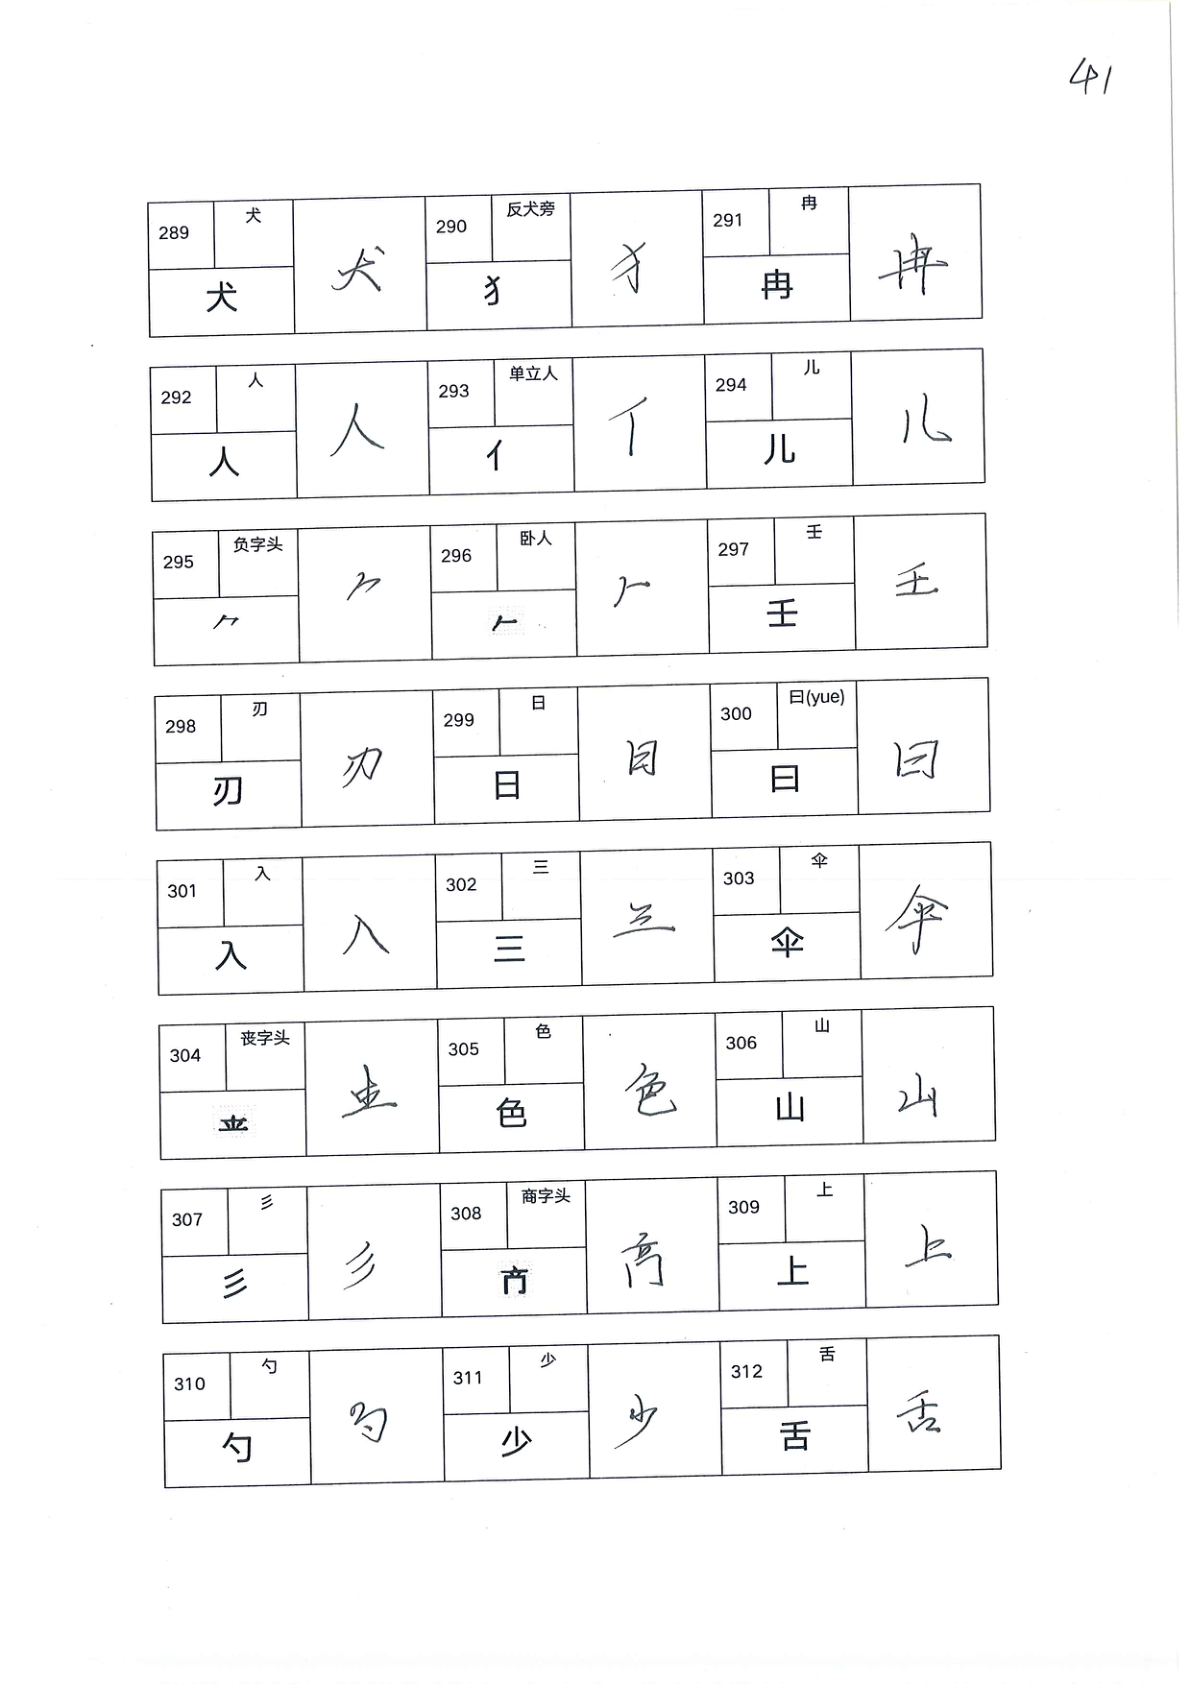 41
289 犬 犬 犬 290 反犬旁 犭 犭 291 冉 冉 冉
292 人 人 人 293 单立人 亻 亻 294 儿 儿 儿
295 负字头 ⺈ ⺈ 296 卧人 𠂉 𠂉 297 壬 壬 壬
298 刃 刃 刃 299 日 日 日 300 曰(yue) 曰 曰
301 入 入 入 302 三 三 三 303 伞 伞 伞
304 丧字头 305 色 色 色 306 山 山 山
307 彡 彡 彡 308 商字头 309 上 上 上
310 勺 勺 勺 311 少 少 少 312 舌 舌 舌